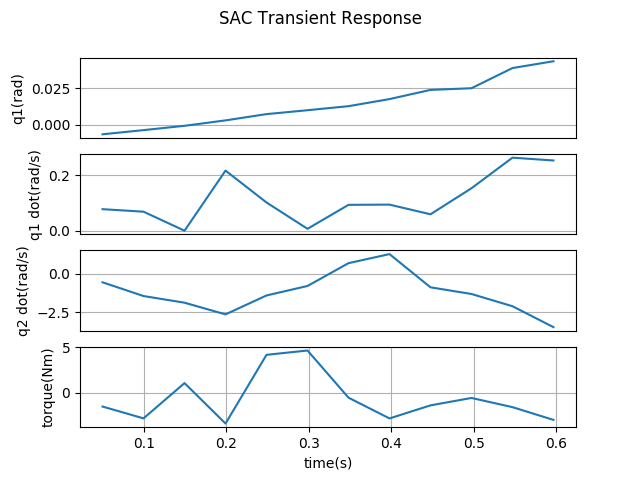 SAC Transient Response
q1(rad)
0.025
0.000
q1 dot(rad/s)
0.2
0.0
q2 dot(rad/s)
0.0
−2.5
torque(Nm)
5
0
0.1 0.2 0.3 0.4 0.5 0.6
time(s)